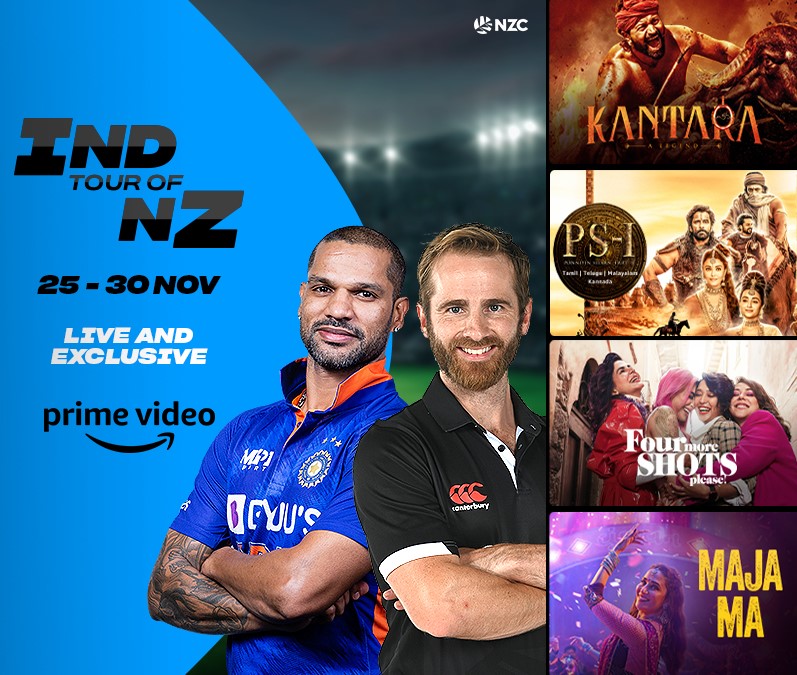 NZC
IND
TOUR OF
NZ
25 - 30 NOV
LIVE AND
EXCLUSIVE
prime video
MPL
BYJU'S
canterbury
KANTARA
A LEGEND
PS-I
Tamil | Telugu | Malayalam
Kannada
Four more
SHOTS
please!
MAJA
MA